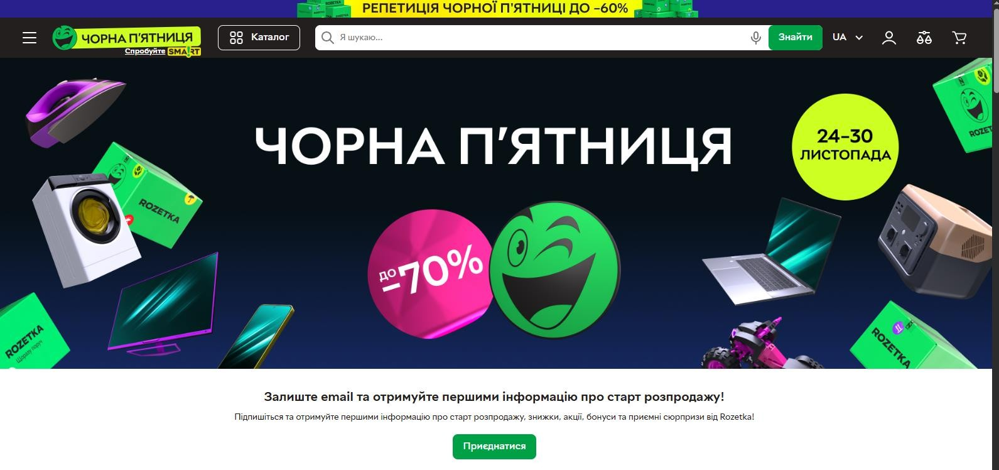 РЕПЕТИЦІЯ ЧОРНОЇ П'ЯТНИЦІ ДО -60%
ЧОРНА П'ЯТНИЦЯ
Спробуйте SMART
Каталог
Я шукаю...
Знайти
UA
ЧОРНА П'ЯТНИЦЯ
24-30
ЛИСТОПАДА
ROZETKA
ROZETKA
ДО
-70%
ROZETKA
Щоразу поруч
ROZETKA
Залиште email та отримуйте першими інформацію про старт розпродажу!
Підпишіться та отримуйте першими інформацію про старт розпродажу, знижки, акції, бонуси та приємні сюрпризи від Rozetka!
Приєднатися